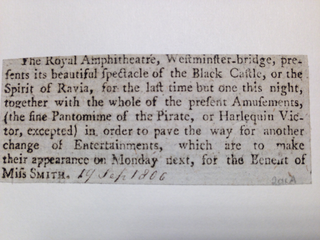 The Royal Amphitheatre, Westminster-bridge, pre-
sents its beautiful spectacle of the Black Castle, or the
Spirit of Ravia, for the last time but one this night,
together with the whole of the present Amusements,
(the fine Pantomime of the Pirate, or Harlequin Vic-
tor, excepted) in order to pave the way for another
change of Entertainments, which are to make
their appearance on Monday next, for the Benefit of
Miss SMITH. 19 Sep. 1806